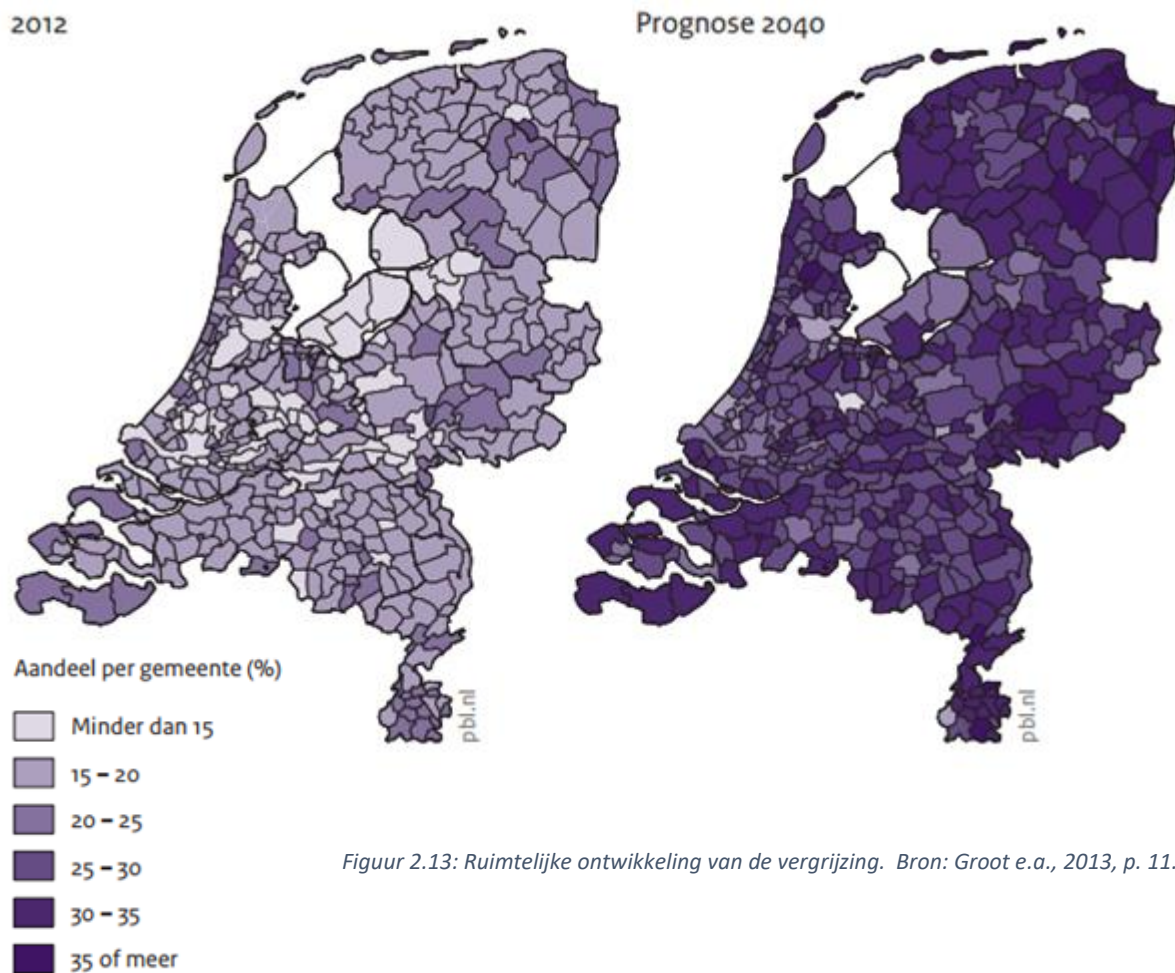 2012
Prognose 2040
Aandeel per gemeente (%)
Minder dan 15
15 – 20
20 – 25
25 – 30
30 – 35
35 of meer
pbl.nl
pbl.nl
Figuur 2.13: Ruimtelijke ontwikkeling van de vergrijzing. Bron: Groot e.a., 2013, p. 11.